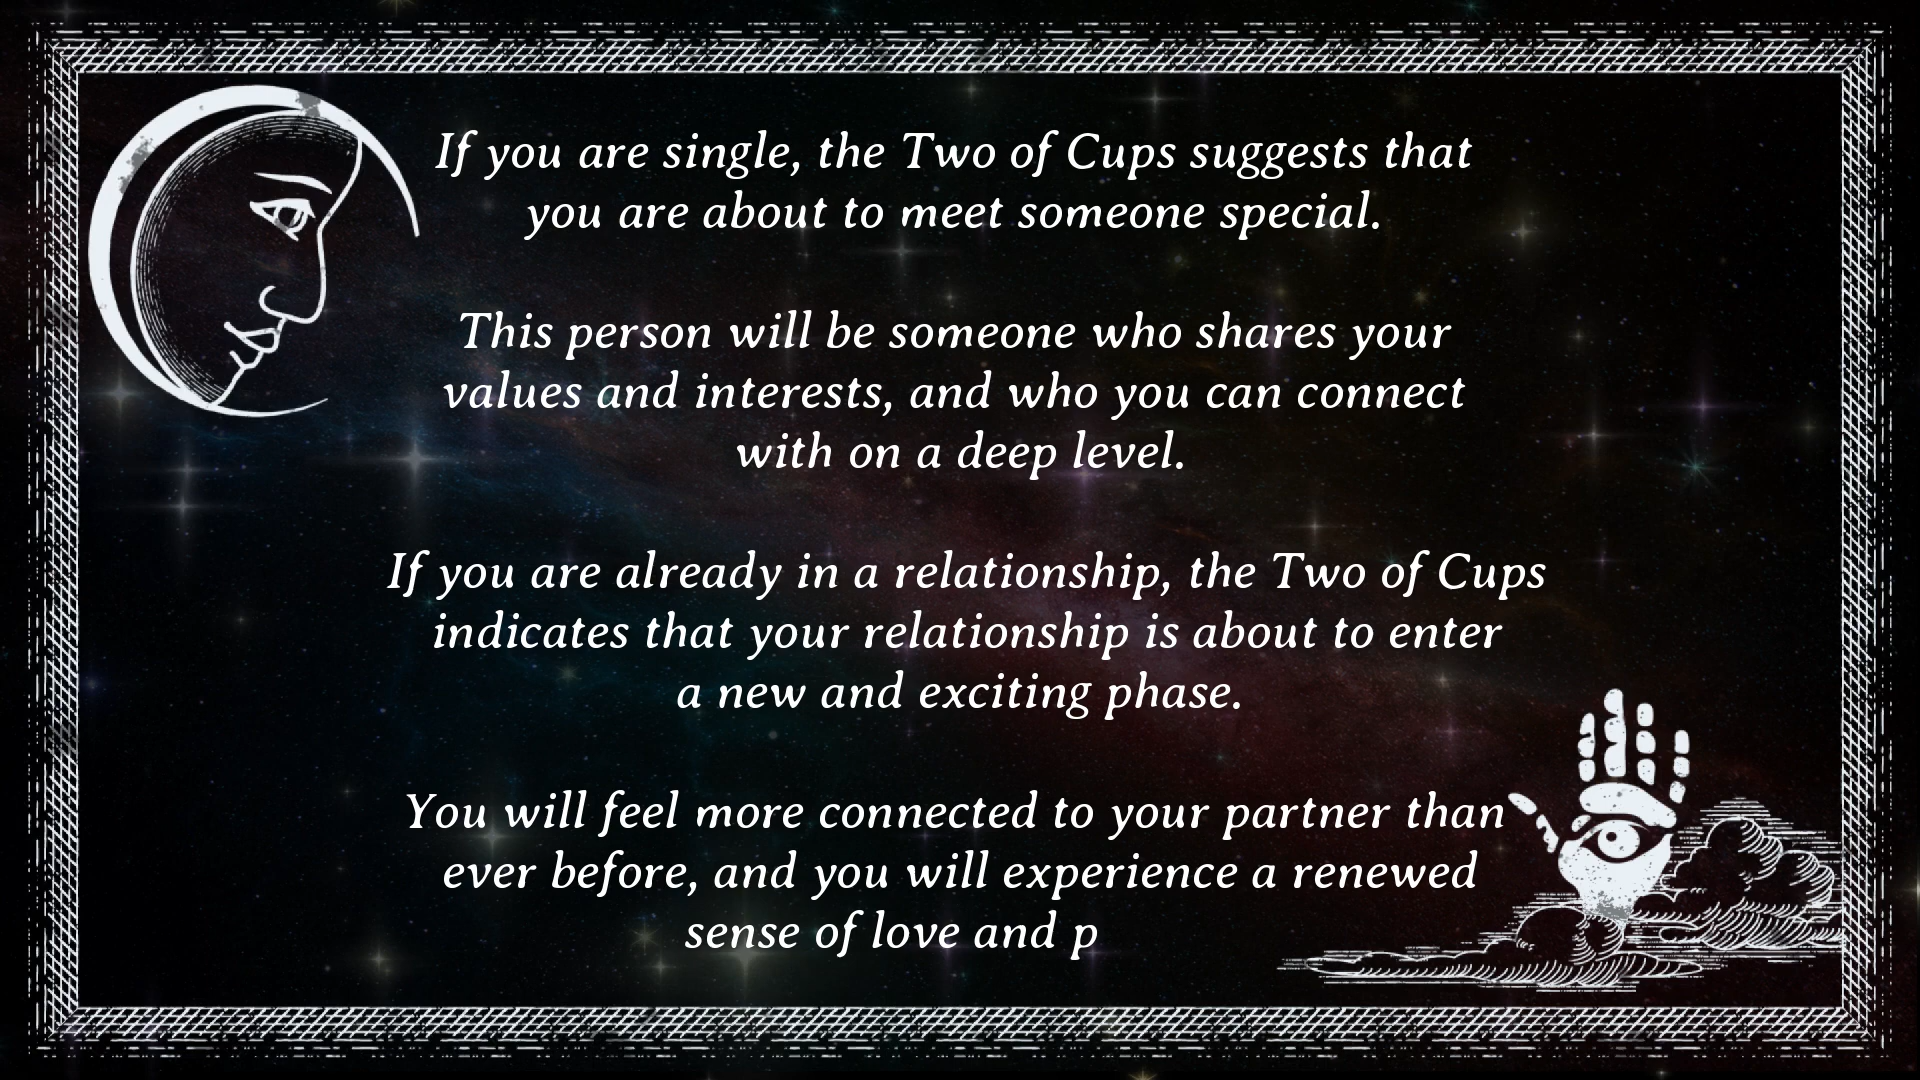 If you are single, the Two of Cups suggests that
you are about to meet someone special.
This person will be someone who shares your
values and interests, and who you can connect
with on a deep level.
If you are already in a relationship, the Two of Cups
indicates that your relationship is about to enter
a new and exciting phase.
You will feel more connected to your partner than
ever before, and you will experience a renewed
sense of love and p